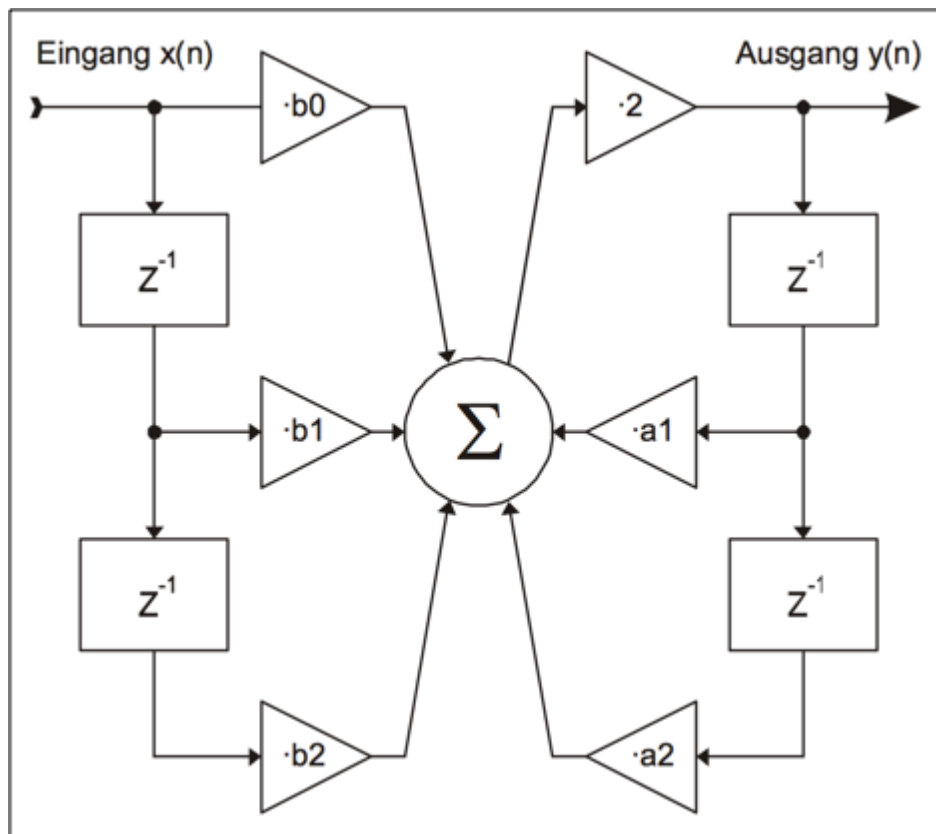 Eingang x(n)
Ausgang y(n)
·b0
·2
Z⁻¹
Z⁻¹
·b1
Σ
·a1
Z⁻¹
Z⁻¹
·b2
·a2